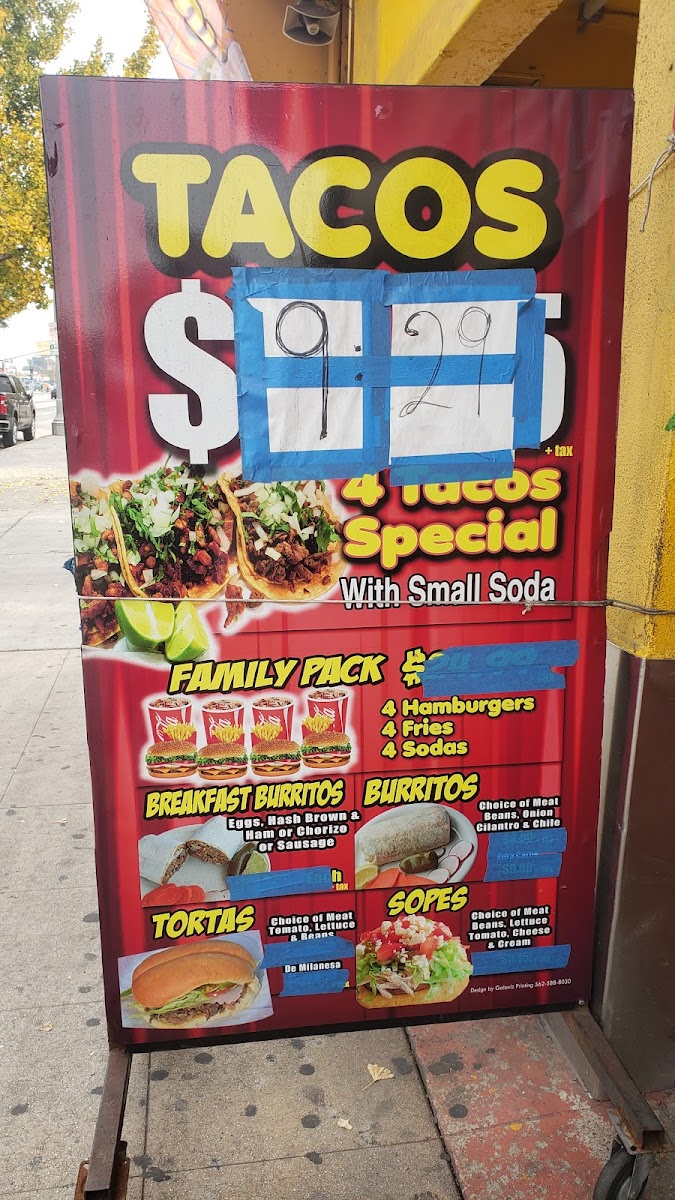 TACOS
$9.29
+ tax
4 Tacos
Special
With Small Soda
FAMILY PACK $
4 Hamburgers
4 Fries
4 Sodas
BREAKFAST BURRITOS
Eggs, Hash Brown &
Ham or Chorizo
or Sausage
tax
BURRITOS
Choice of Meat
Beans, Onion
Cilantro & Chile
TORTAS
Choice of Meat
Tomato, Lettuce
& Beans
De Milanesa
SOPES
Choice of Meat
Beans, Lettuce
Tomato, Cheese
& Cream
Design by Galaviz Printing 562-588-8030